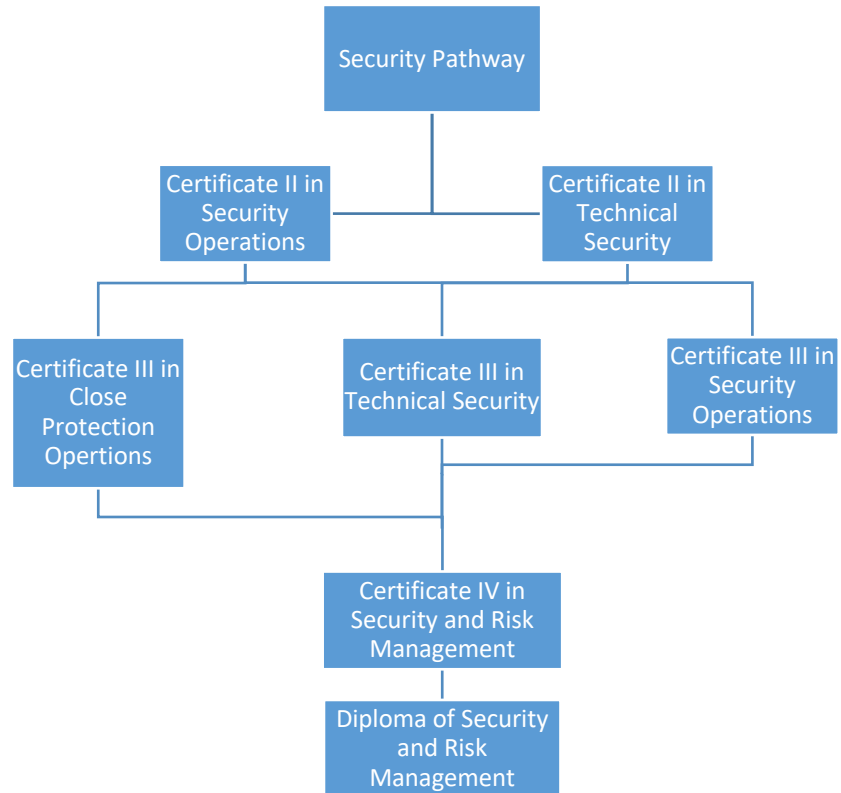 Security Pathway
Certificate II in
Security
Operations
Certificate II in
Technical
Security
Certificate III in
Close
Protection
Opertions
Certificate III in
Technical Security
Certificate III in
Security
Operations
Certificate IV in
Security and Risk
Management
Diploma of Security
and Risk
Management